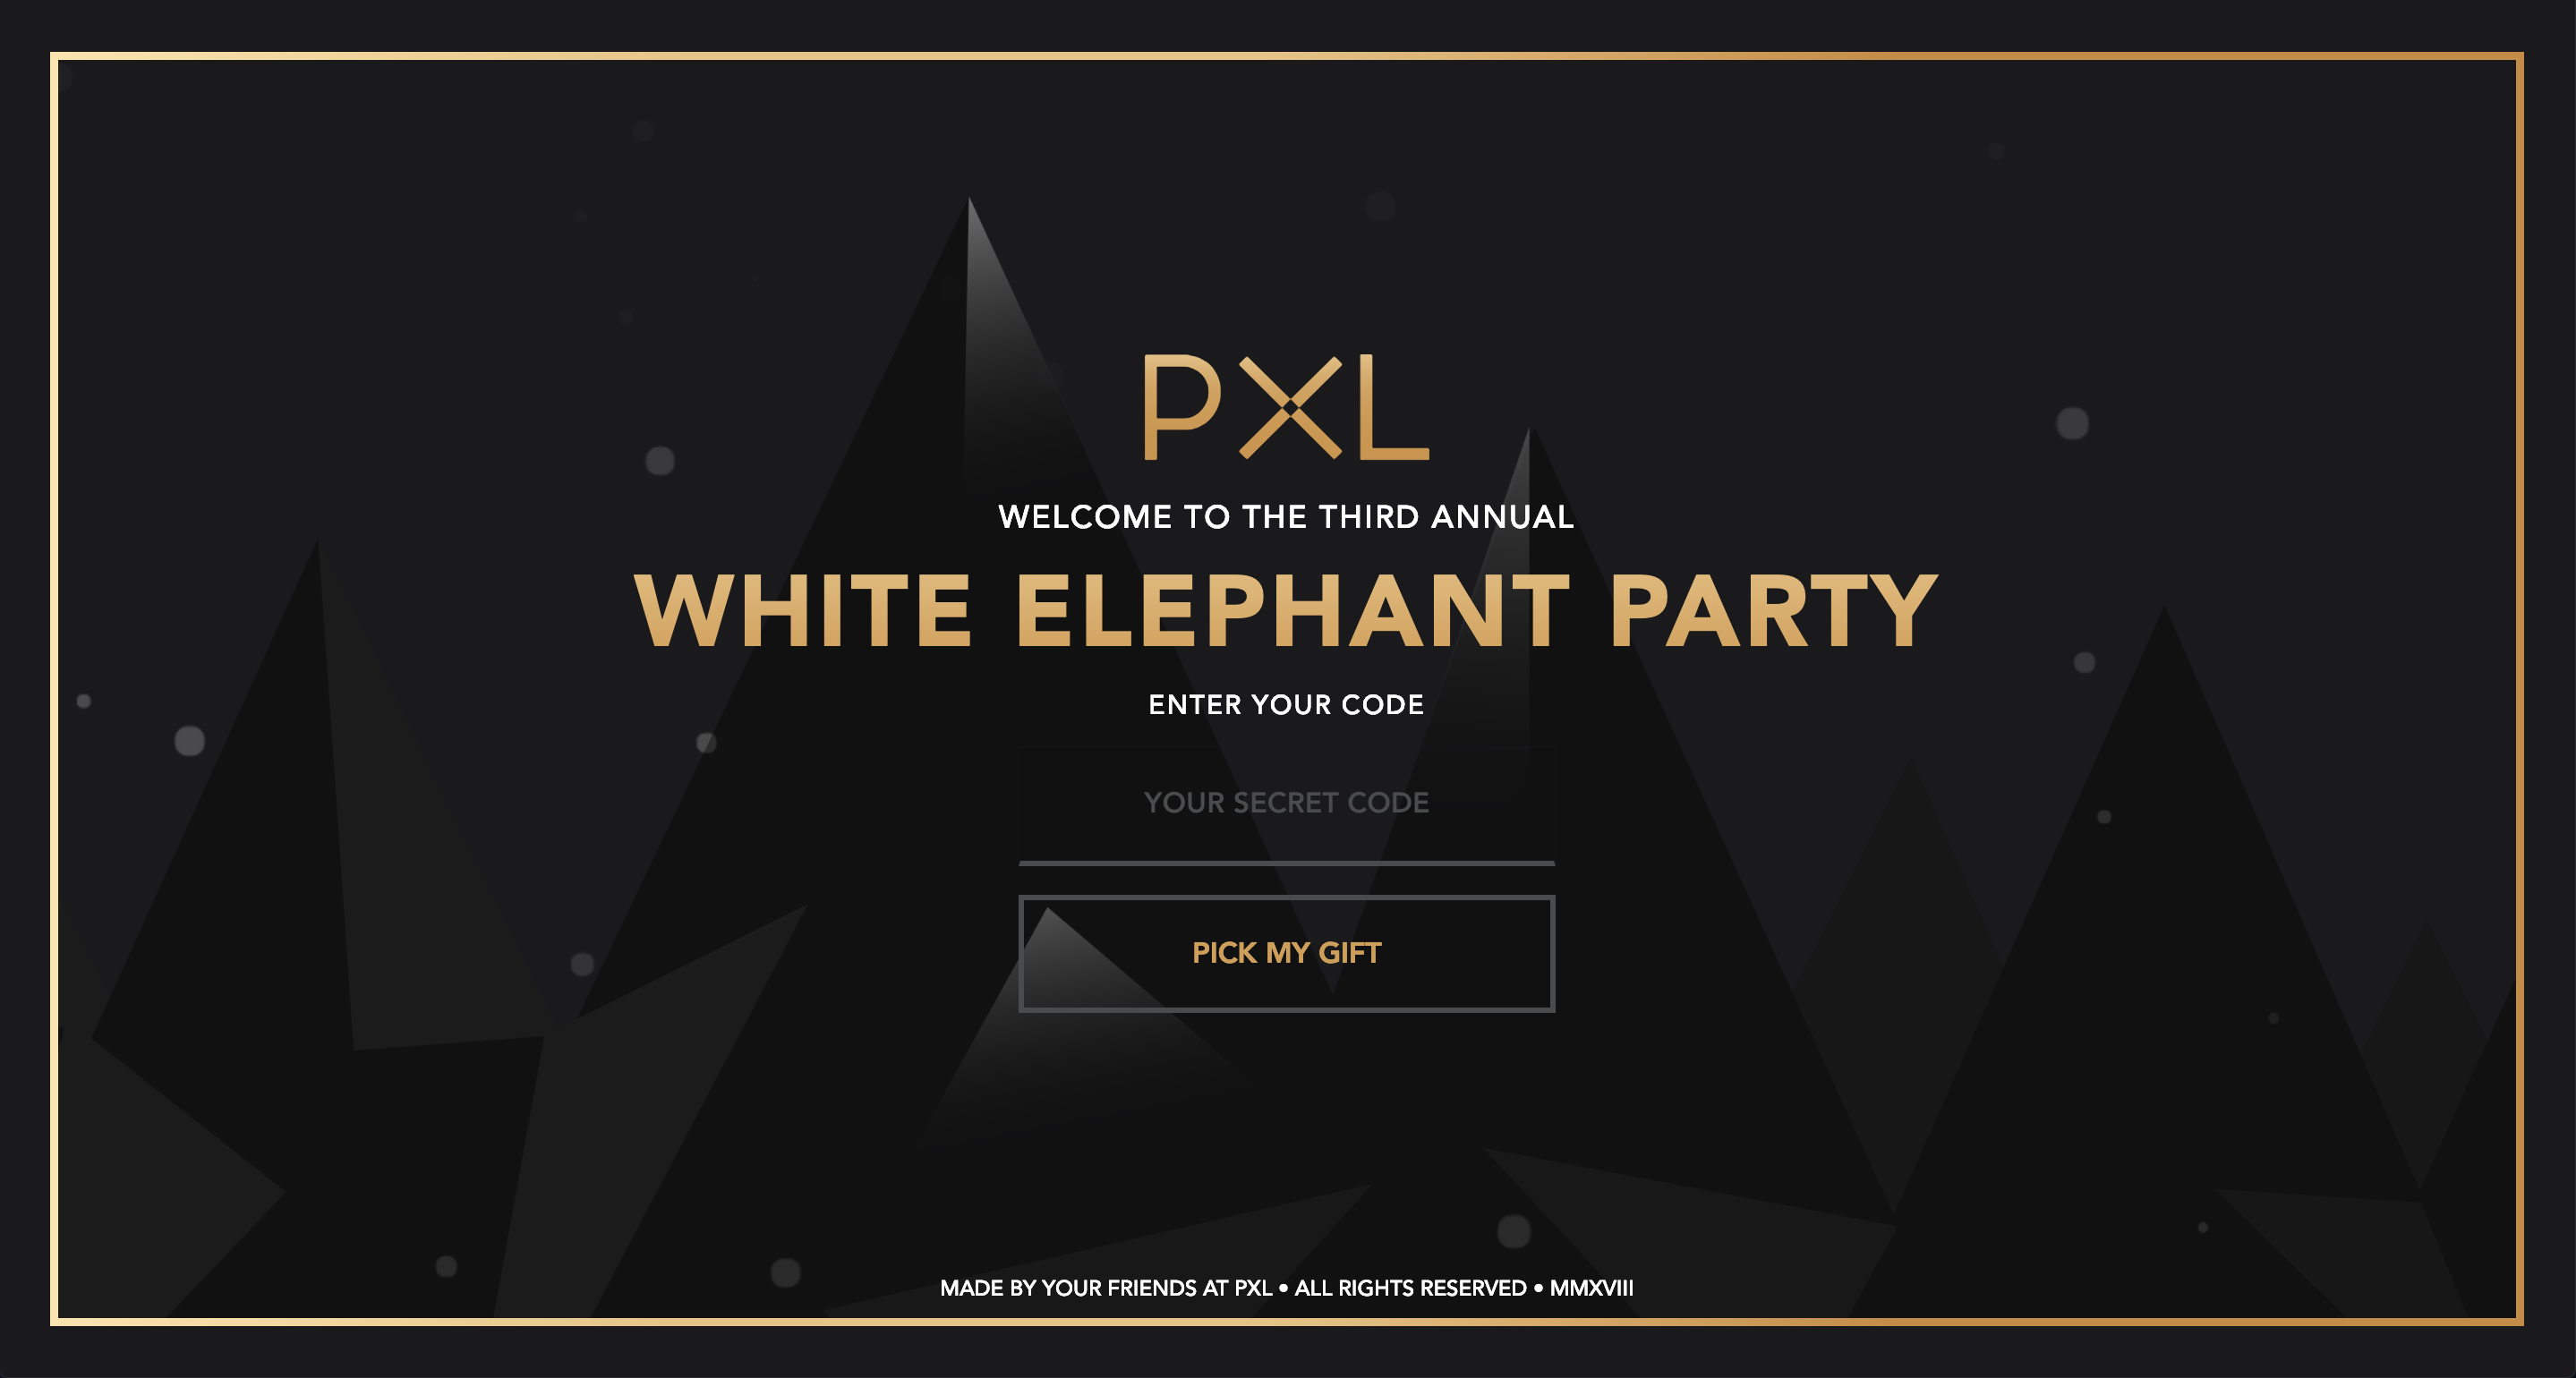 PXL
WELCOME TO THE THIRD ANNUAL
WHITE ELEPHANT PARTY
ENTER YOUR CODE
YOUR SECRET CODE
PICK MY GIFT
MADE BY YOUR FRIENDS AT PXL • ALL RIGHTS RESERVED • MMXVIII